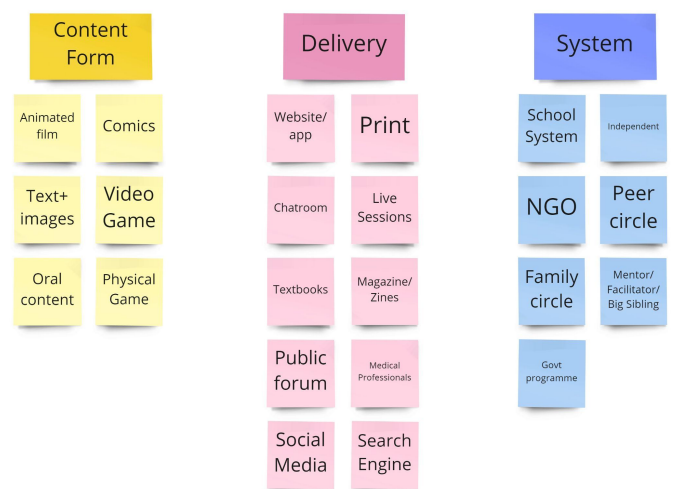 Content
Form
Animated
film
Comics
Text+
images
Video
Game
Oral
content
Physical
Game
Delivery
Website/
app
Print
Chatroom
Live
Sessions
Textbooks
Magazine/
Zines
Public
forum
Medical
Professionals
Social
Media
Search
Engine
System
School
System
Independent
NGO
Peer
circle
Family
circle
Mentor/
Facilitator/
Big Sibling
Govt
programme